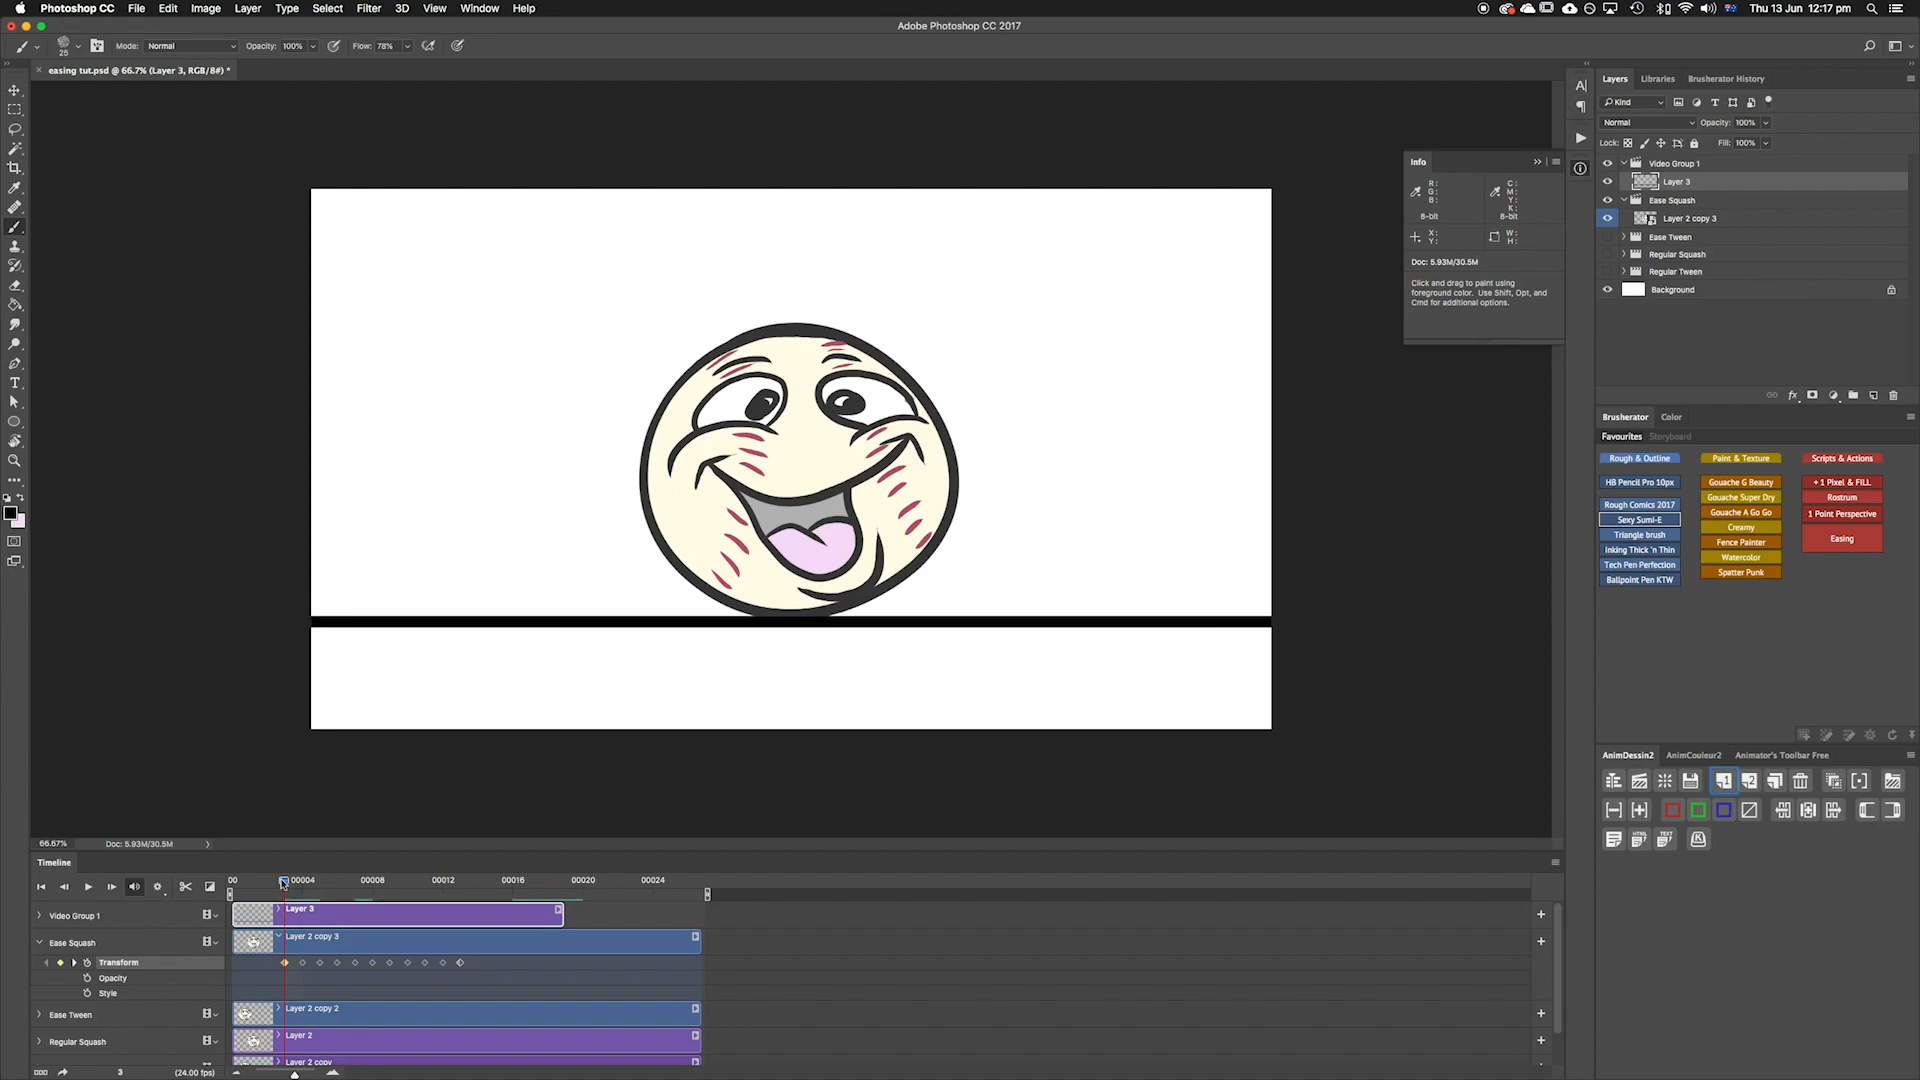 Photoshop CC File Edit Image Layer Type Select Filter 3D View Window Help Thu 13 Jun 12:17 pm
Adobe Photoshop CC 2017
25 Mode: Normal Opacity: 100% Flow: 78%
easing tut.psd @ 66.7% (Layer 3, RGB/8#) *
Layers Libraries Brusherator History
Kind
Normal Opacity: 100%
Lock: Fill: 100%
Video Group 1
Layer 3
Ease Squash
Layer 2 copy 3
Ease Tween
Regular Squash
Regular Tween
Background
Info
R: C:
G: M:
B: Y:
K:
8-bit 8-bit
X: W:
Y: H:
Doc: 5.93M/30.5M
Click and drag to paint using
foreground color. Use Shift, Opt, and
Cmd for additional options.
Brusherator Color
Favourites Storyboard
Rough & Outline Paint & Texture Scripts & Actions
HB Pencil Pro 10px Gouache G Beauty + 1 Pixel & FILL
Rough Comics 2017 Gouache Super Dry Rostrum
Sexy Sumi-E Gouache A Go Go 1 Point Perspective
Triangle brush Creamy Easing
Inking Thick 'n Thin Fence Painter
Tech Pen Perfection Watercolor
Ballpoint Pen KTW Spatter Punk
AnimDessin2 AnimCouleur2 Animator's Toolbar Free
1 2
HTML TEXT K
66.67% Doc: 5.93M/30.5M
Timeline
00 00004 00008 00012 00016 00020 00024
Video Group 1 Layer 3
Ease Squash Layer 2 copy 3
Transform
Opacity
Style
Ease Tween Layer 2 copy 2
Regular Squash Layer 2
Layer 2 copy
3 (24.00 fps)